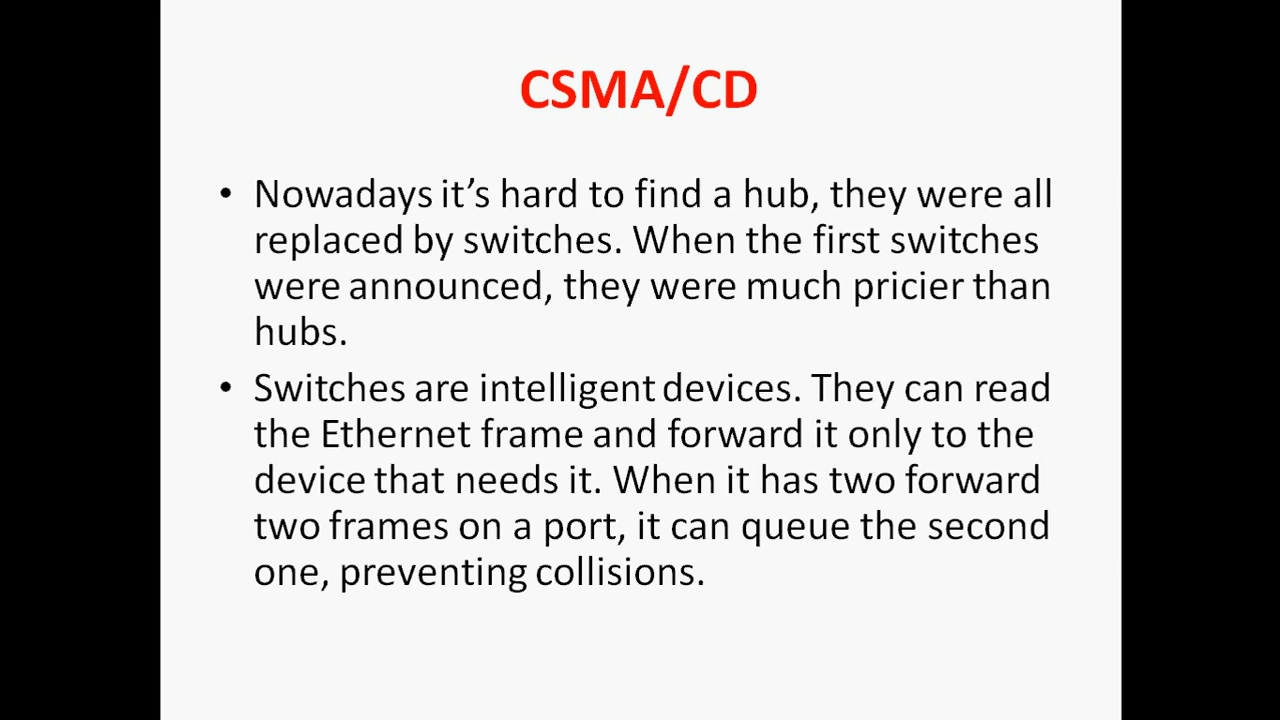 CSMA/CD
• Nowadays it’s hard to find a hub, they were all
replaced by switches. When the first switches
were announced, they were much pricier than
hubs.
• Switches are intelligent devices. They can read
the Ethernet frame and forward it only to the
device that needs it. When it has two forward
two frames on a port, it can queue the second
one, preventing collisions.